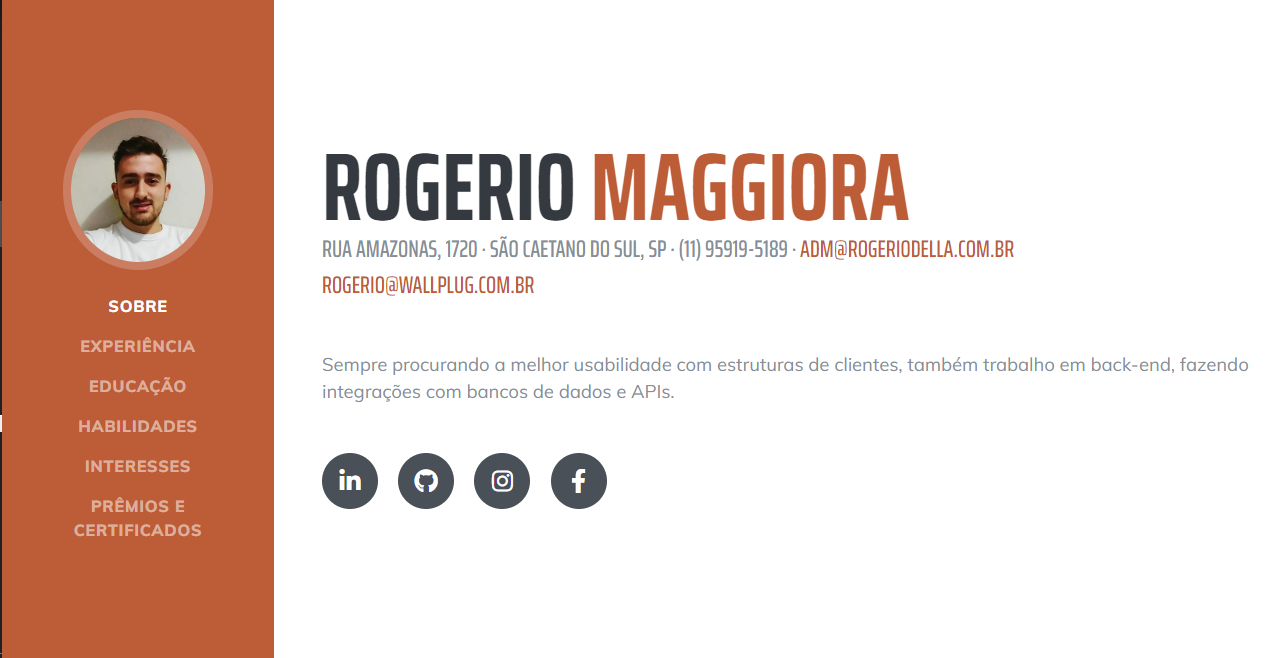 SOBRE
EXPERIÊNCIA
EDUCAÇÃO
HABILIDADES
INTERESSES
PRÊMIOS E
CERTIFICADOS
ROGERIO MAGGIORA
RUA AMAZONAS, 1720 · SÃO CAETANO DO SUL, SP · (11) 95919-5189 · ADM@ROGERIODELLA.COM.BR
ROGERIO@WALLPLUG.COM.BR
Sempre procurando a melhor usabilidade com estruturas de clientes, também trabalho em back-end, fazendo
integrações com bancos de dados e APIs.
in
f